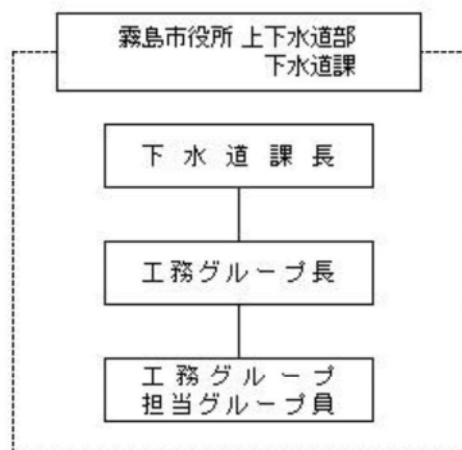 霧島市役所 上下水道部
下水道課
下水道課長
工務グループ長
工務グループ
担当グループ員